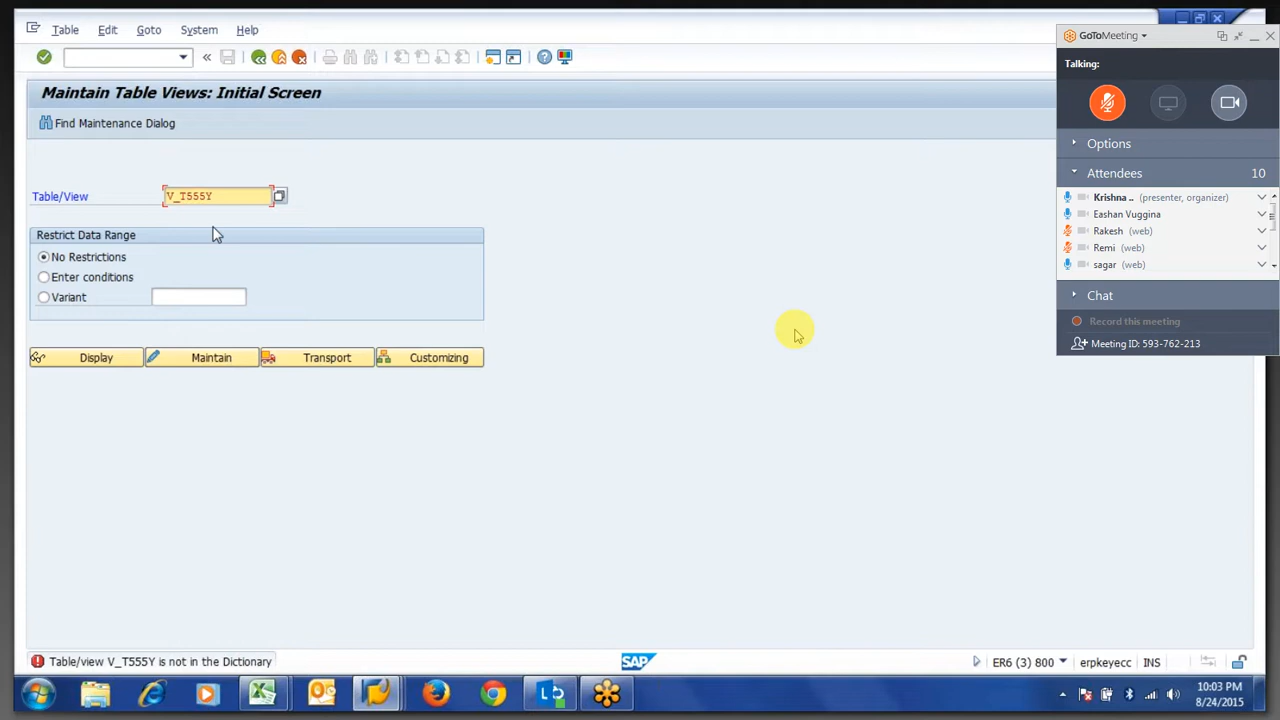 Table Edit Goto System Help
Maintain Table Views: Initial Screen
Find Maintenance Dialog
Table/View V_T555Y
Restrict Data Range
No Restrictions
Enter conditions
Variant
Display Maintain Transport Customizing
Table/view V_T555Y is not in the Dictionary
SAP
ER6 (3) 800 erpkeyecc INS
10:03 PM
8/24/2015
GoToMeeting
Talking:
Options
Attendees 10
Krishna .. (presenter, organizer)
Eashan Vuggina
Rakesh (web)
Remi (web)
sagar (web)
Chat
Record this meeting
Meeting ID: 593-762-213